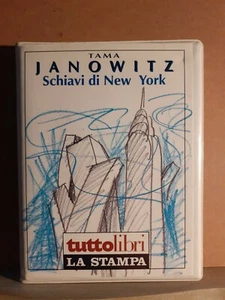 TAMA
JANOWITZ
Schiavi di New York
tuttolibri
LA STAMPA